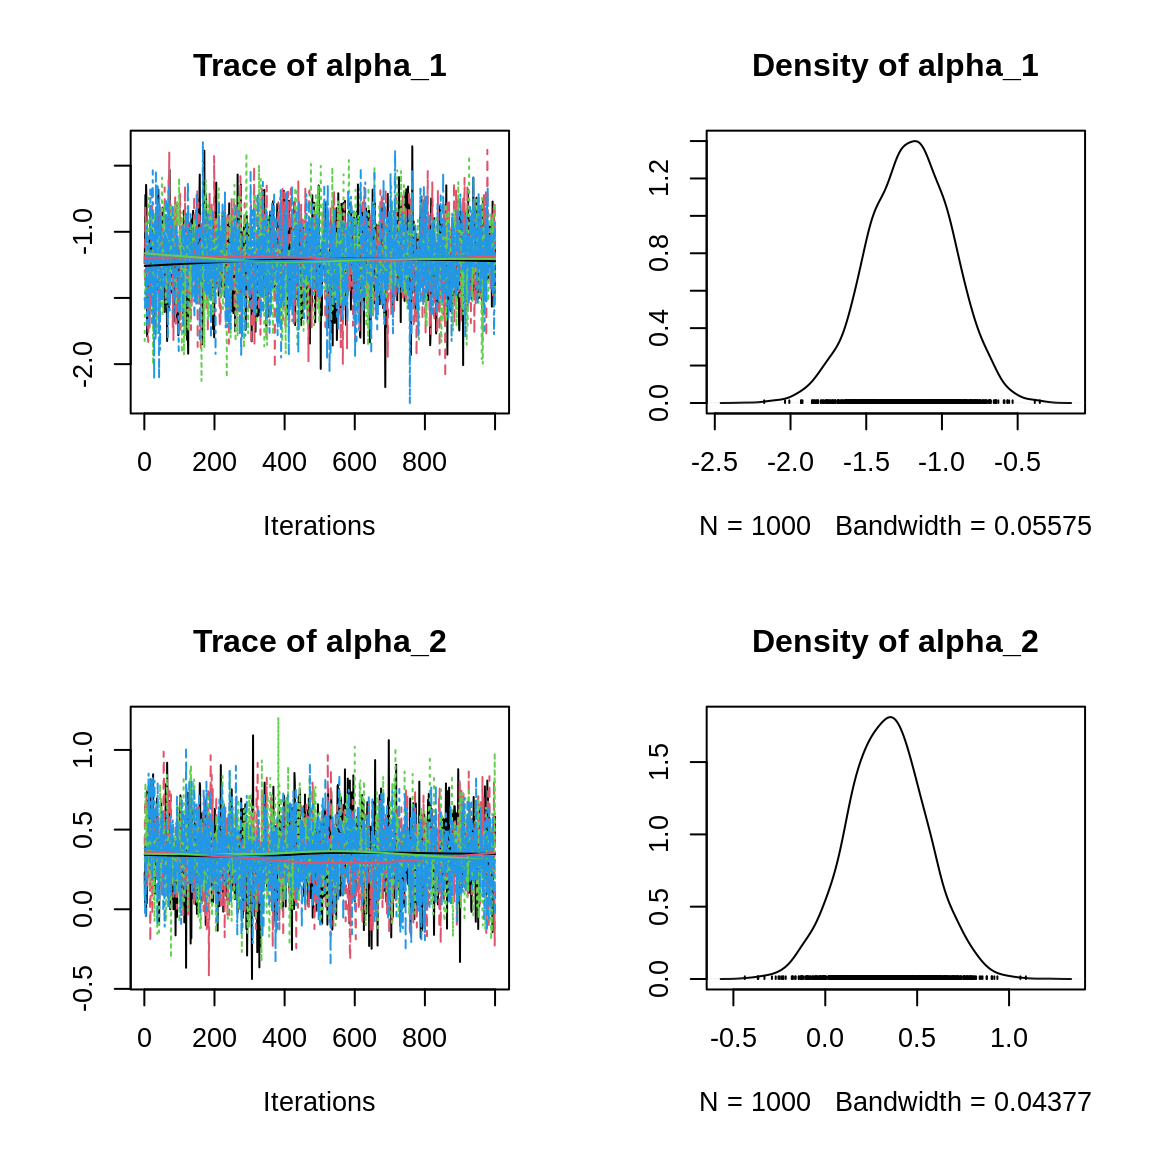 Trace of alpha_1
-1.0
-2.0
0 200 400 600 800
Iterations
Density of alpha_1
1.2
0.8
0.4
0.0
-2.5 -2.0 -1.5 -1.0 -0.5
N = 1000 Bandwidth = 0.05575
Trace of alpha_2
1.0
0.5
0.0
-0.5
0 200 400 600 800
Iterations
Density of alpha_2
1.5
1.0
0.5
0.0
-0.5 0.0 0.5 1.0
N = 1000 Bandwidth = 0.04377